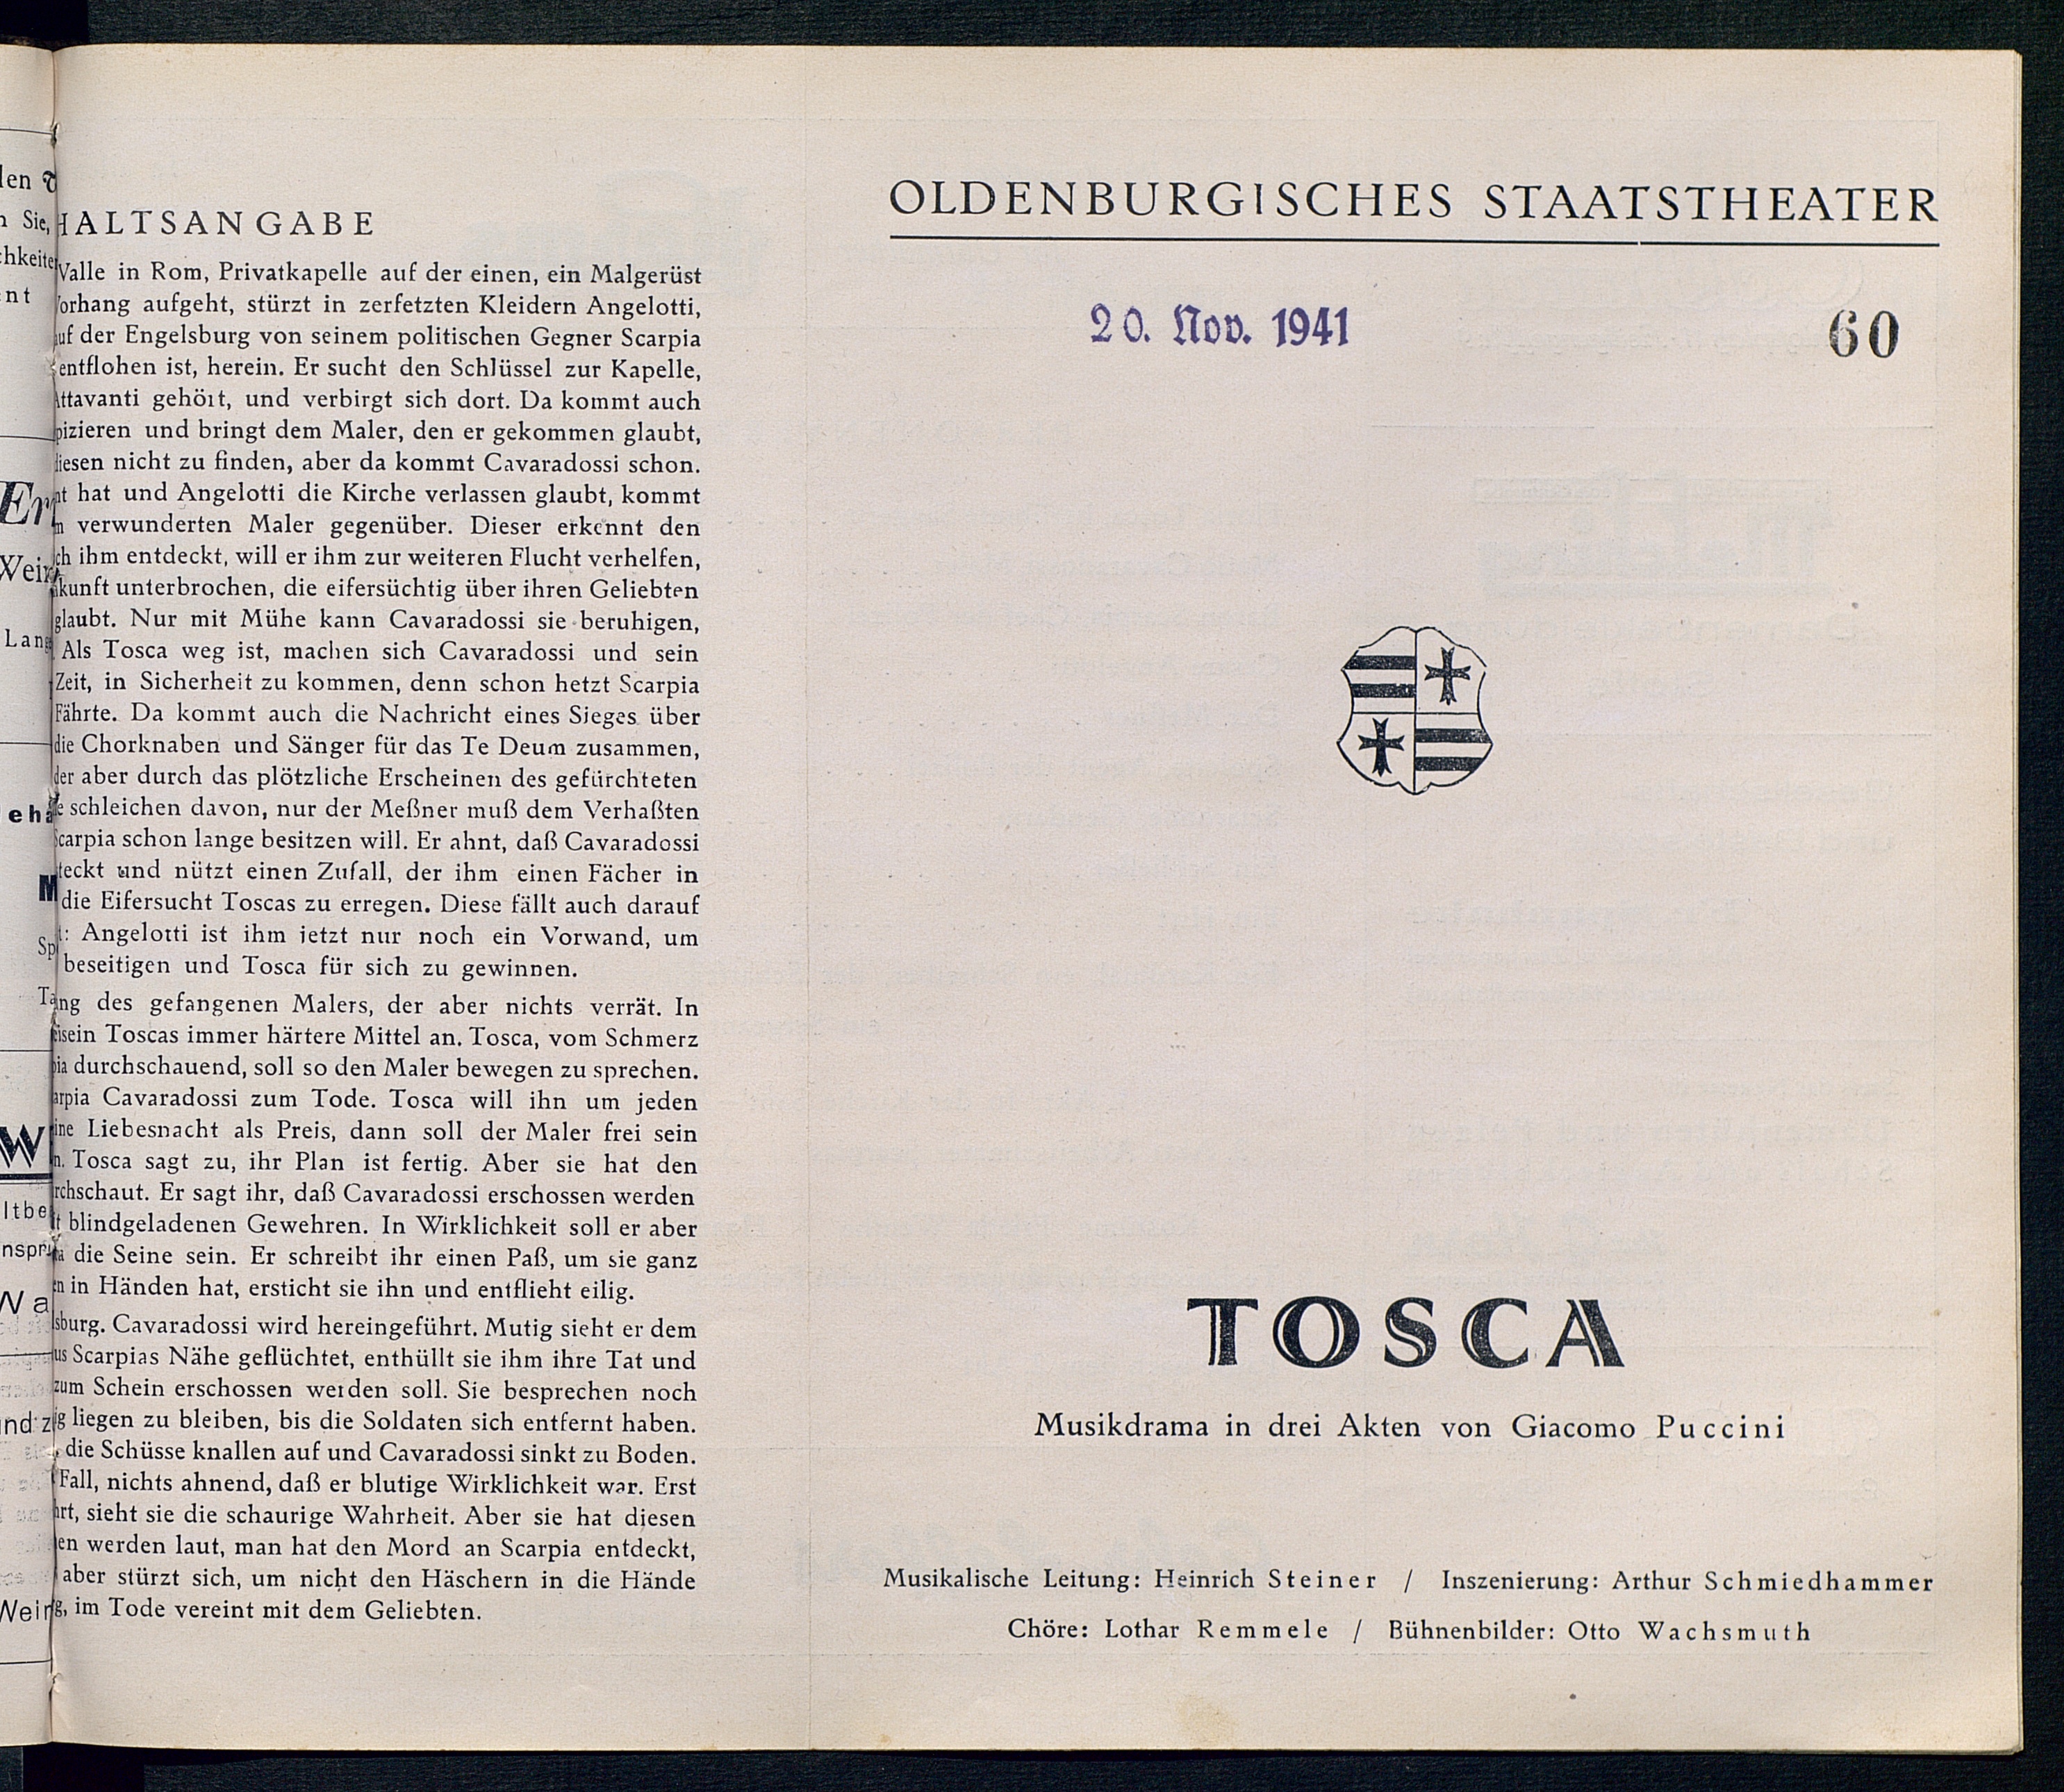 HALTSANGABE
Valle in Rom, Privatkapelle auf der einen, ein Malgerüst
Vorhang aufgeht, stürzt in zerfetzten Kleidern Angelotti,
auf der Engelsburg von seinem politischen Gegner Scarpia
entflohen ist, herein. Er sucht den Schlüssel zur Kapelle,
Attavanti gehört, und verbirgt sich dort. Da kommt auch
pizieren und bringt dem Maler, den er gekommen glaubt,
diesen nicht zu finden, aber da kommt Cavaradossi schon.
nt hat und Angelotti die Kirche verlassen glaubt, kommt
verwunderten Maler gegenüber. Dieser erkennt den
ch ihm entdeckt, will er ihm zur weiteren Flucht verhelfen,
kunft unterbrochen, die eifersüchtig über ihren Geliebten
glaubt. Nur mit Mühe kann Cavaradossi sie beruhigen,
Als Tosca weg ist, machen sich Cavaradossi und sein
Zeit, in Sicherheit zu kommen, denn schon hetzt Scarpia
Fährte. Da kommt auch die Nachricht eines Sieges über
die Chorknaben und Sänger für das Te Deum zusammen,
der aber durch das plötzliche Erscheinen des gefürchteten
schleichen davon, nur der Meßner muß dem Verhaßten
Scarpia schon lange besitzen will. Er ahnt, daß Cavaradossi
teckt und nützt einen Zufall, der ihm einen Fächer in
die Eifersucht Toscas zu erregen. Diese fällt auch darauf
t: Angelotti ist ihm jetzt nur noch ein Vorwand, um
beseitigen und Tosca für sich zu gewinnen.
ng des gefangenen Malers, der aber nichts verrät. In
eisein Toscas immer härtere Mittel an. Tosca, vom Schmerz
pia durchschauend, soll so den Maler bewegen zu sprechen.
arpia Cavaradossi zum Tode. Tosca will ihn um jeden
ine Liebesnacht als Preis, dann soll der Maler frei sein
n. Tosca sagt zu, ihr Plan ist fertig. Aber sie hat den
rchschaut. Er sagt ihr, daß Cavaradossi erschossen werden
t blindgeladenen Gewehren. In Wirklichkeit soll er aber
die Seine sein. Er schreibt ihr einen Paß, um sie ganz
en in Händen hat, ersticht sie ihn und entflieht eilig.
sburg. Cavaradossi wird hereingeführt. Mutig sieht er dem
us Scarpias Nähe geflüchtet, enthüllt sie ihm ihre Tat und
zum Schein erschossen werden soll. Sie besprechen noch
ig liegen zu bleiben, bis die Soldaten sich entfernt haben.
die Schüsse knallen auf und Cavaradossi sinkt zu Boden.
Fall, nichts ahnend, daß er blutige Wirklichkeit war. Erst
hrt, sieht sie die schaurige Wahrheit. Aber sie hat diesen
en werden laut, man hat den Mord an Scarpia entdeckt,
aber stürzt sich, um nicht den Häschern in die Hände
g, im Tode vereint mit dem Geliebten.
OLDENBURGISCHES STAATSTHEATER
20. Nov. 1941
60
TOSCA
Musikdrama in drei Akten von Giacomo Puccini
Musikalische Leitung: Heinrich Steiner / Inszenierung: Arthur Schmiedhammer
Chöre: Lothar Remmele / Bühnenbilder: Otto Wachsmuth